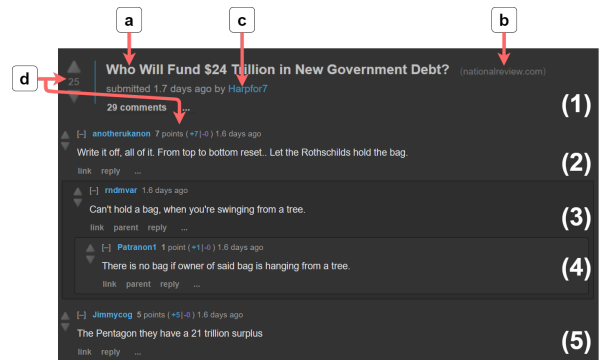 a
c
b
d
25
Who Will Fund $24 Trillion in New Government Debt? (nationalreview.com)
submitted 1.7 days ago by Harpfor7
29 comments ...
(1)
[–] anotherukanon 7 points (+7|-0) 1.6 days ago
Write it off, all of it. From top to bottom reset.. Let the Rothschilds hold the bag.
link reply ...
(2)
[–] rndmvar 1.6 days ago
Can't hold a bag, when you're swinging from a tree.
link parent reply ...
(3)
[–] Patranon1 1 point (+1|-0) 1.6 days ago
There is no bag if owner of said bag is hanging from a tree.
link parent reply ...
(4)
[–] Jimmycog 5 points (+5|-0) 1.6 days ago
The Pentagon they have a 21 trillion surplus
link reply ...
(5)